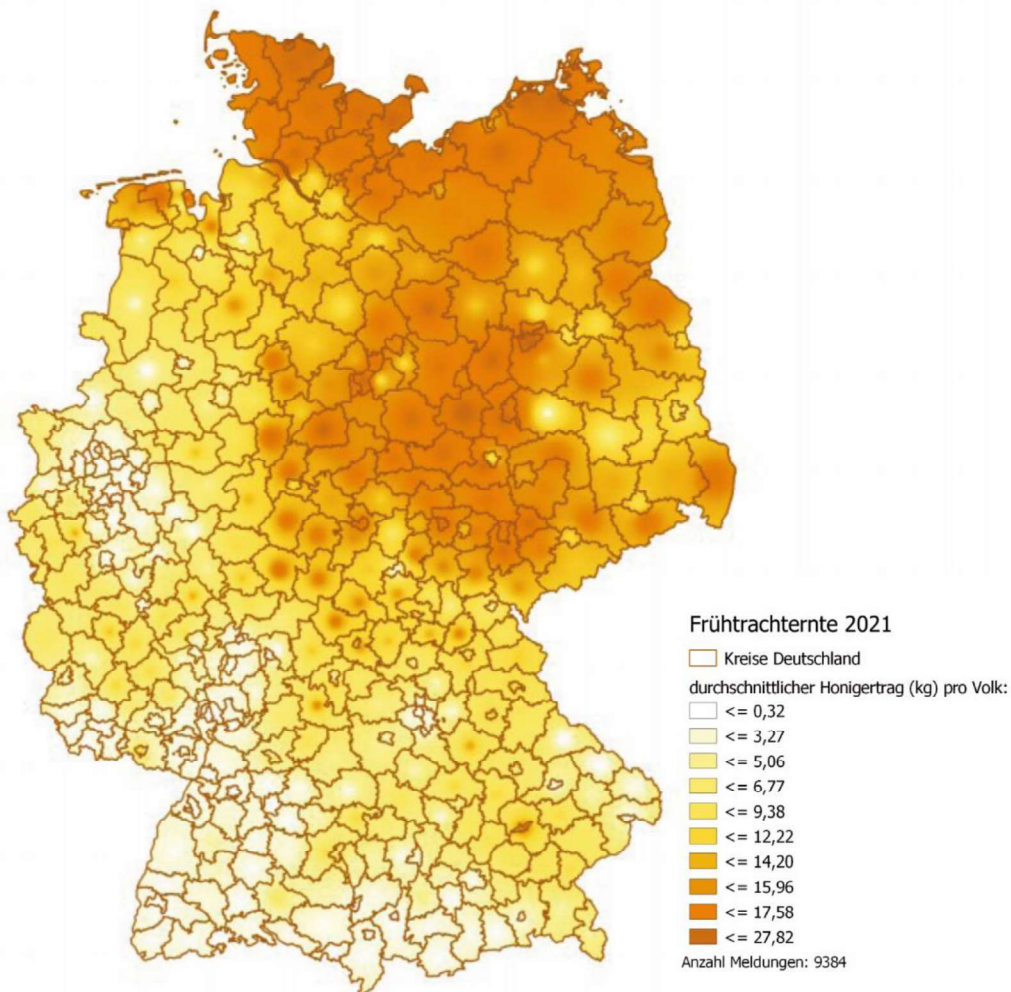 Frühtrachternte 2021
Kreise Deutschland
durchschnittlicher Honigertrag (kg) pro Volk:
<= 0,32
<= 3,27
<= 5,06
<= 6,77
<= 9,38
<= 12,22
<= 14,20
<= 15,96
<= 17,58
<= 27,82
Anzahl Meldungen: 9384